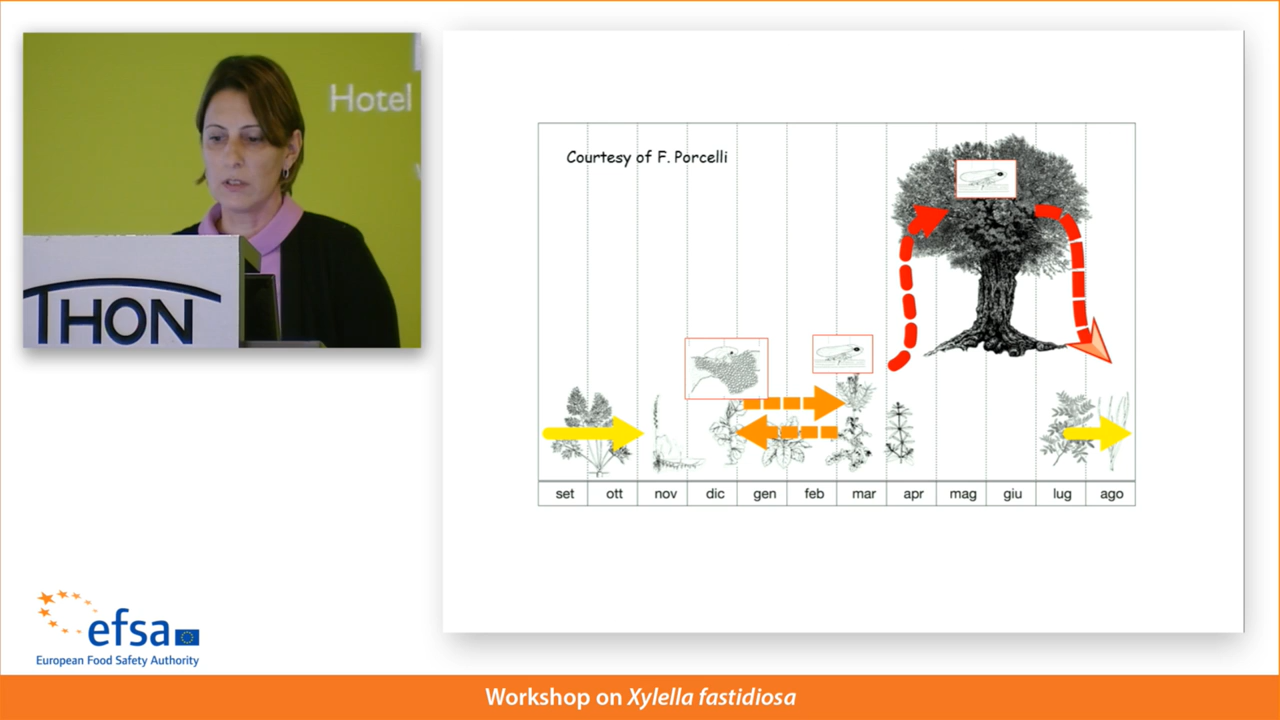 Hotel
THON
Courtesy of F. Porcelli
set ott nov dic gen feb mar apr mag giu lug ago
efsa
European Food Safety Authority
Workshop on Xylella fastidiosa